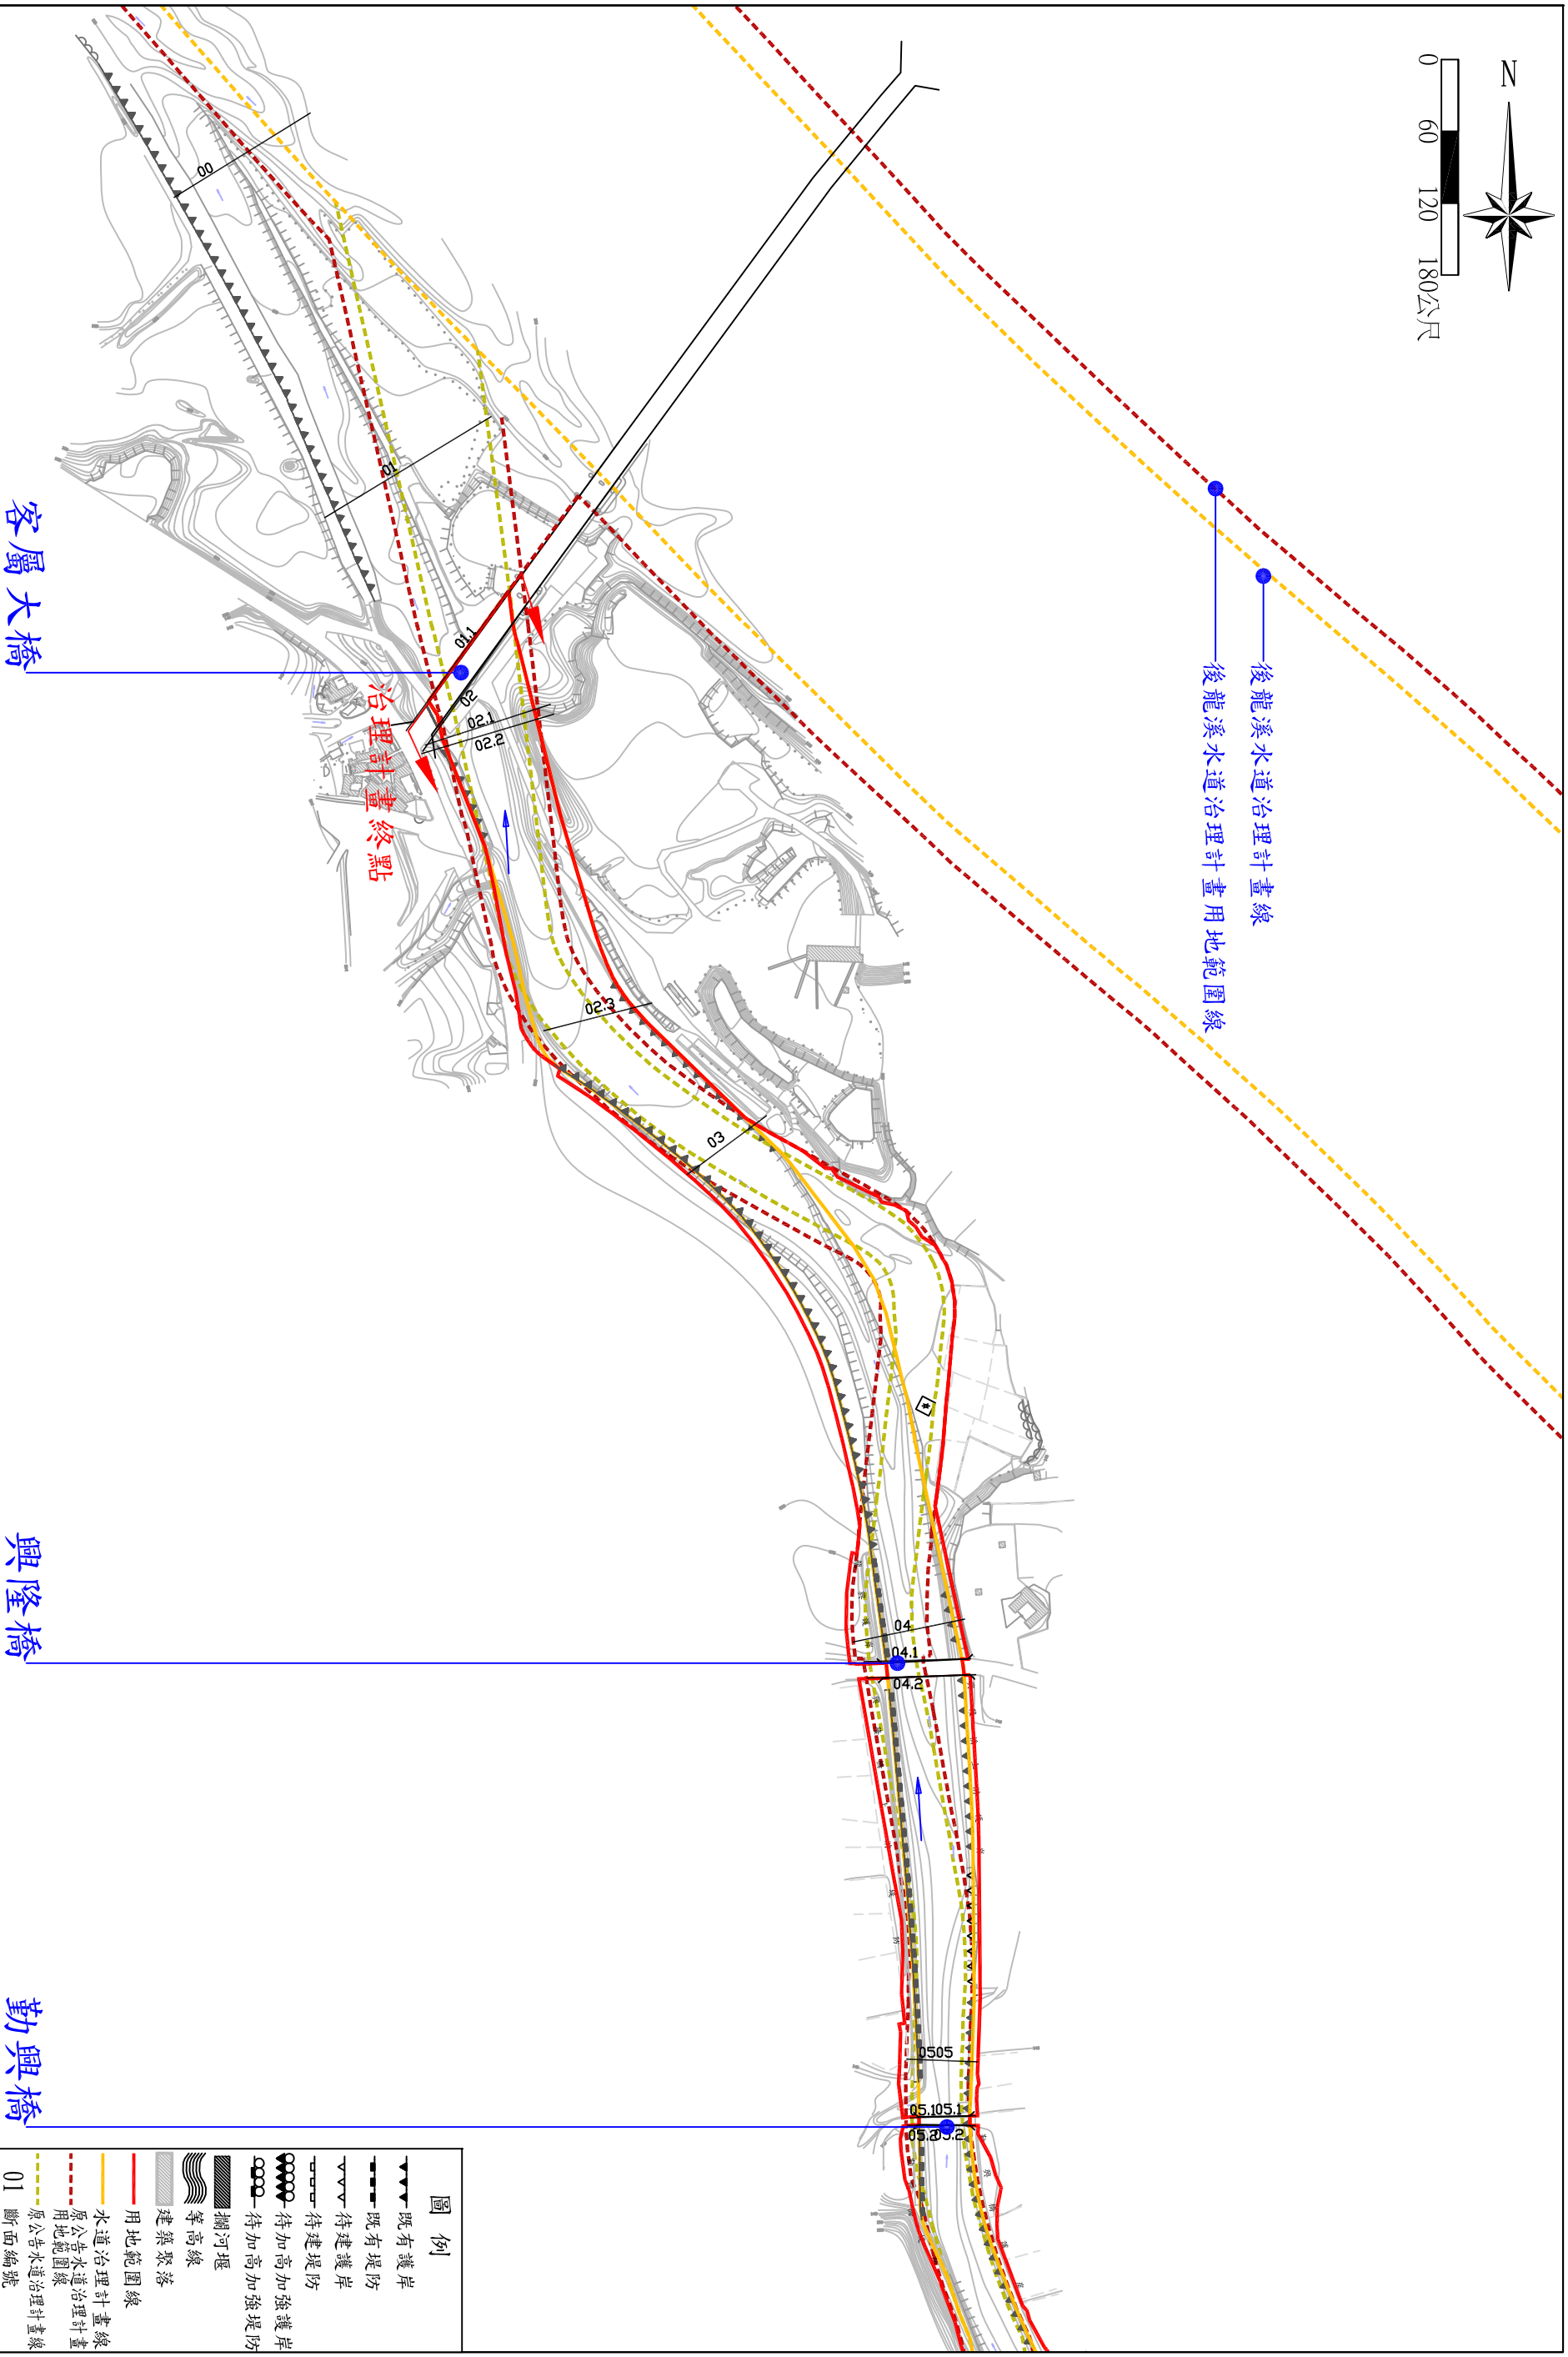 N
0 60 120 180公尺
後龍溪水道治理計畫線
後龍溪水道治理計畫用地範圍線
00
01
01.1
02
02.1
02.2
02.3
03
04
04.1
04.2
0505
05.105.1
05.205.2
治理計畫終點
客屬大橋
興隆橋
勤興橋
圖 例
既有護岸
既有堤防
待建護岸
待建堤防
待加高加強護岸
待加高加強堤防
攔河堰
等高線
建築聚落
用地範圍線
水道治理計畫線
原公告水道治理計畫
用地範圍線
原公告水道治理計畫線
01 斷面編號